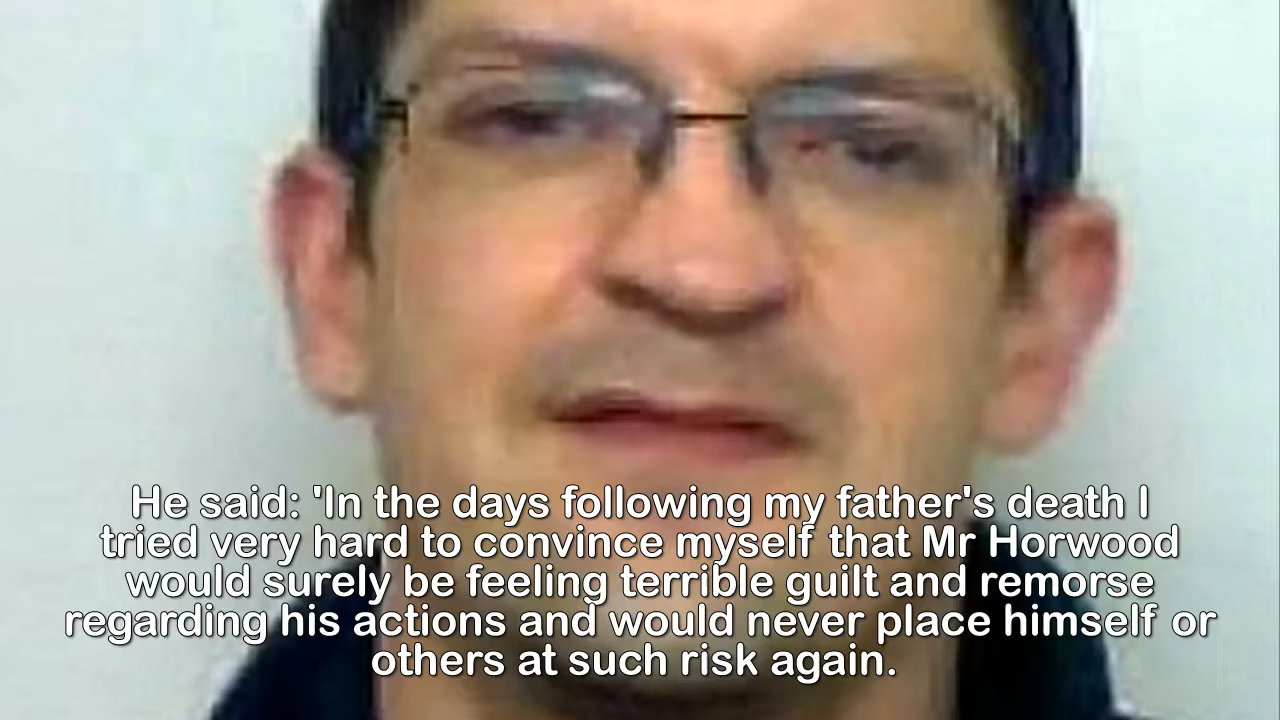 He said: 'In the days following my father's death I
tried very hard to convince myself that Mr Horwood
would surely be feeling terrible guilt and remorse
regarding his actions and would never place himself or
others at such risk again.